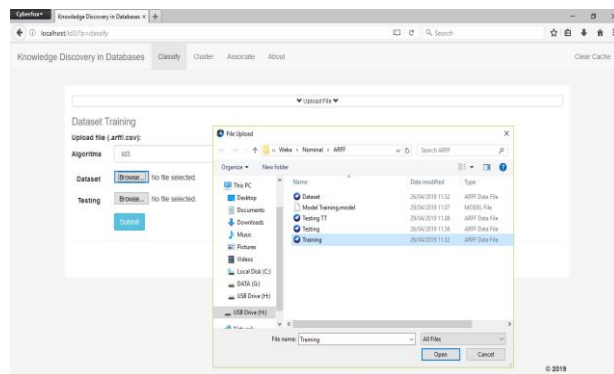 Cyberfox
Knowledge Discovery in Databases × +
localhost/id3/?p=classify
Search
Knowledge Discovery in Databases Classify Cluster Associate About Clear Cache
Upload File
Dataset Training
Upload file (.arff/.csv):
Algoritma Id3
Dataset Browse... No file selected.
Testing Browse... No file selected.
Submit
File Upload
« Weka > Nominal > ARFF
Search ARFF
Organize New folder
Name Date modified Type
This PC
Desktop
Documents
Downloads
Music
Pictures
Videos
Local Disk (C:)
DATA (G:)
USB Drive (H:)
USB Drive (H:)
Network
Dataset 26/04/2019 11:32 ARFF Data File
Model Training.model 29/04/2019 11:07 MODEL File
Testing TT 29/04/2019 11:08 ARFF Data File
Testing 26/04/2019 11:38 ARFF Data File
Training 26/04/2019 11:32 ARFF Data File
File name: Training All Files
Open Cancel
© 2019